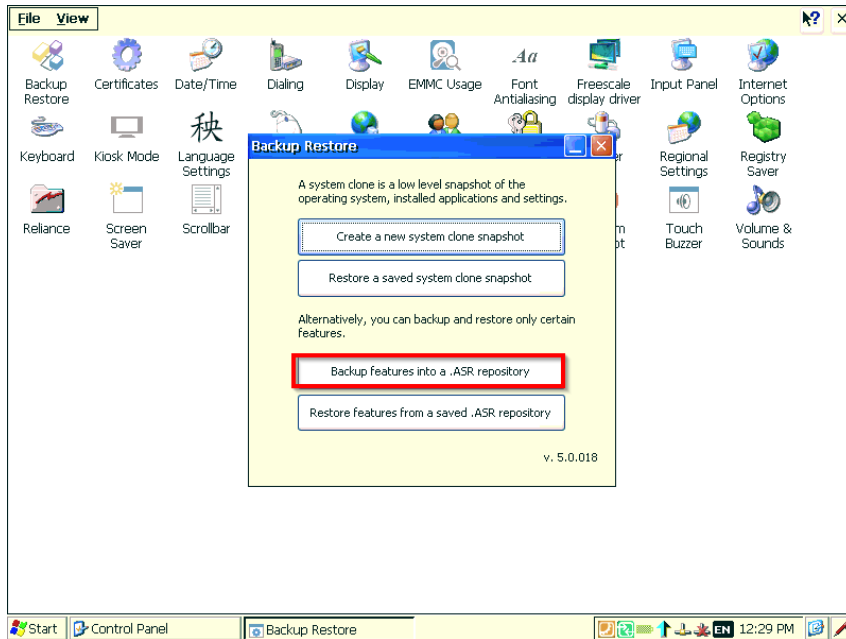 File View
Backup Restore
Certificates
Date/Time
Dialing
Display
EMMC Usage
Font Antialiasing
Freescale display driver
Input Panel
Internet Options
Keyboard
Kiosk Mode
秧
Language Settings
Regional Settings
Registry Saver
Reliance
Screen Saver
Scrollbar
Touch Buzzer
Volume & Sounds
Aa
Backup Restore
A system clone is a low level snapshot of the
operating system, installed applications and settings.
Create a new system clone snapshot
Restore a saved system clone snapshot
Alternatively, you can backup and restore only certain
features.
Backup features into a .ASR repository
Restore features from a saved .ASR repository
v. 5.0.018
Start
Control Panel
Backup Restore
EN
12:29 PM